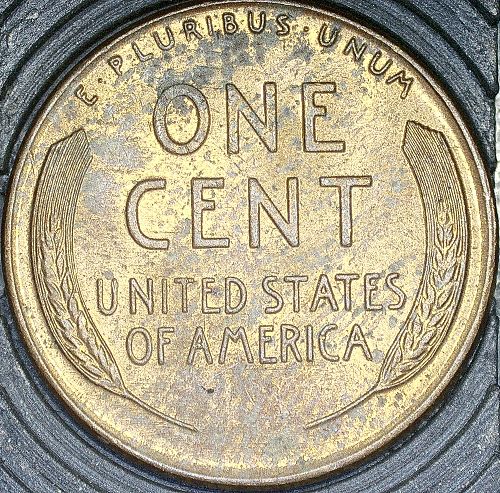 E · PLURIBUS · UNUM
ONE
CENT
UNITED STATES
OF AMERICA